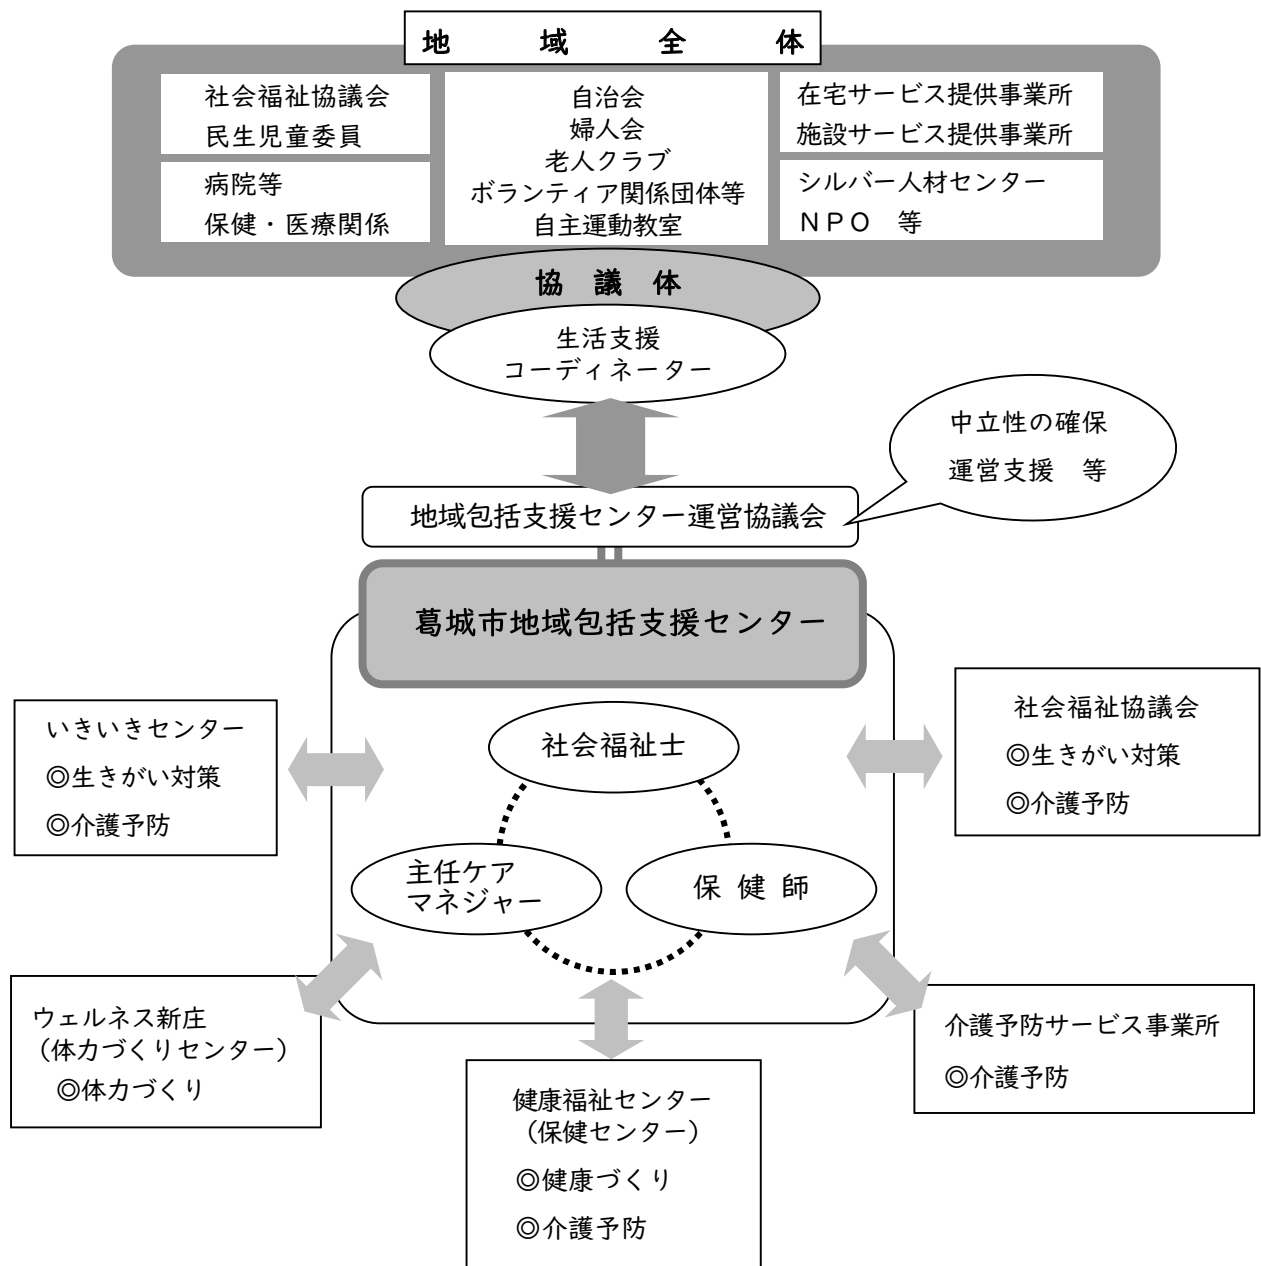 地　域　全　体
社会福祉協議会
民生児童委員
病院等
保健・医療関係
自治会
婦人会
老人クラブ
ボランティア関係団体等
自主運動教室
在宅サービス提供事業所
施設サービス提供事業所
シルバー人材センター
ＮＰＯ　等
協　議　体
生活支援
コーディネーター
中立性の確保
運営支援　等
地域包括支援センター運営協議会
葛城市地域包括支援センター
いきいきセンター
◎生きがい対策
◎介護予防
社会福祉協議会
◎生きがい対策
◎介護予防
社会福祉士
主任ケア
マネジャー
保 健 師
ウェルネス新庄
（体力づくりセンター）
◎体力づくり
健康福祉センター
（保健センター）
◎健康づくり
◎介護予防
介護予防サービス事業所
◎介護予防